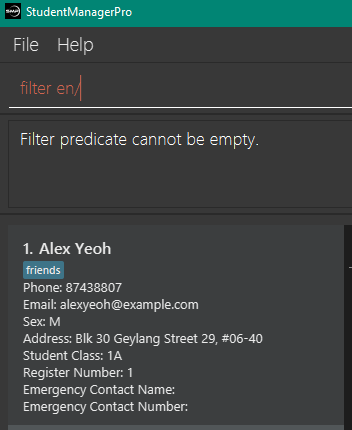 SMP StudentManagerPro
File Help
filter en/
Filter predicate cannot be empty.
1. Alex Yeoh
friends
Phone: 87438807
Email: alexyeoh@example.com
Sex: M
Address: Blk 30 Geylang Street 29, #06-40
Student Class: 1A
Register Number: 1
Emergency Contact Name:
Emergency Contact Number: